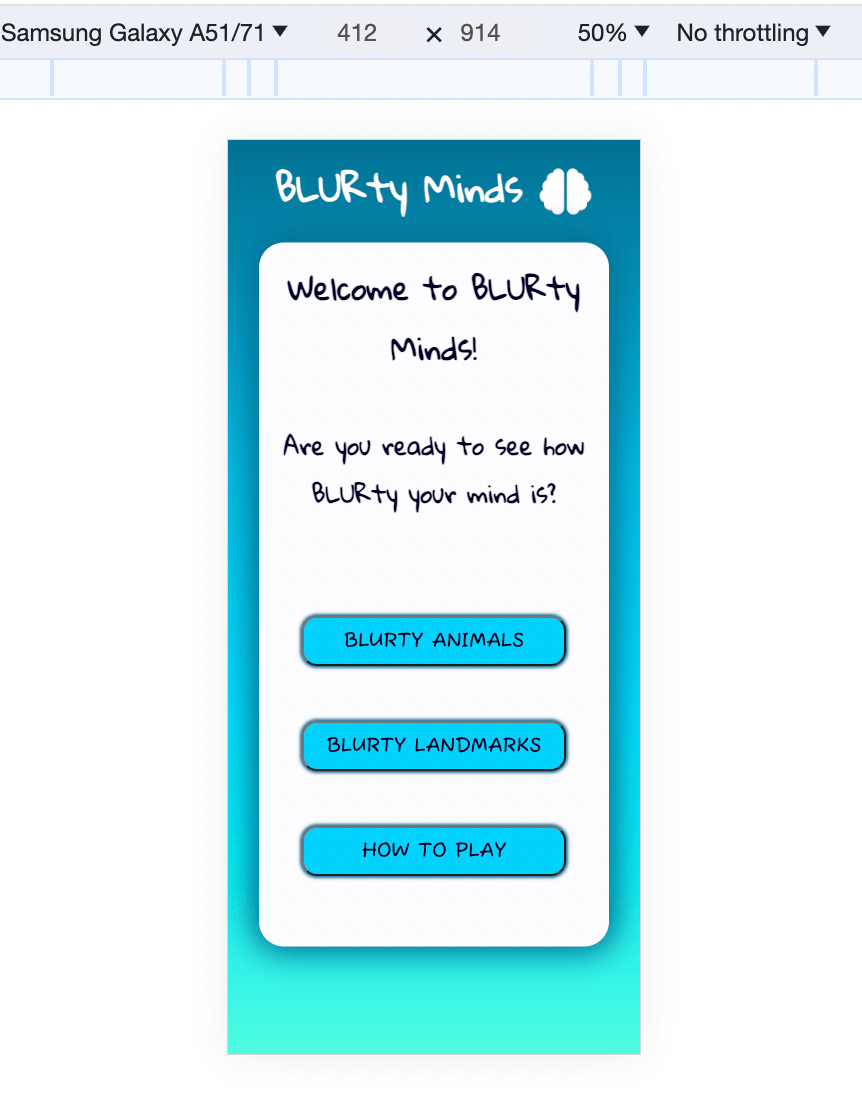 Samsung Galaxy A51/71 ▼ 412 × 914 50% ▼ No throttling ▼
BLURty Minds
Welcome to BLURty
Minds!
Are you ready to see how
BLURty your mind is?
BLURTY ANIMALS
BLURTY LANDMARKS
HOW TO PLAY